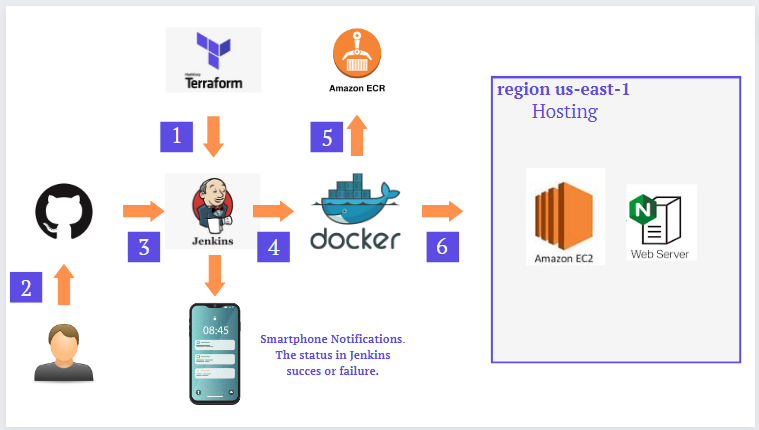 HashiCorp
Terraform
Amazon ECR
region us-east-1
Hosting
1
5
Jenkins
docker
3
4
6
Amazon EC2
N
Web Server
2
08:45
Smartphone Notifications.
The status in Jenkins
succes or failure.